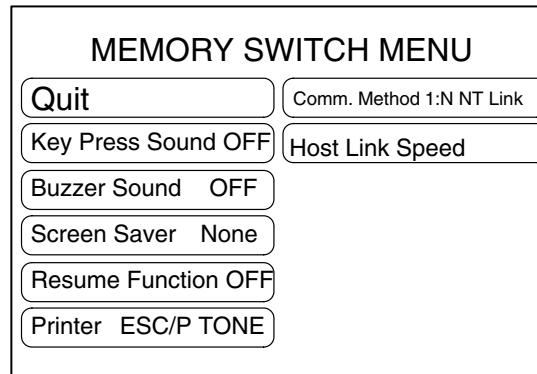 MEMORY SWITCH MENU
Quit
Key Press Sound OFF
Buzzer Sound OFF
Screen Saver None
Resume Function OFF
Printer ESC/P TONE
Comm. Method 1:N NT Link
Host Link Speed